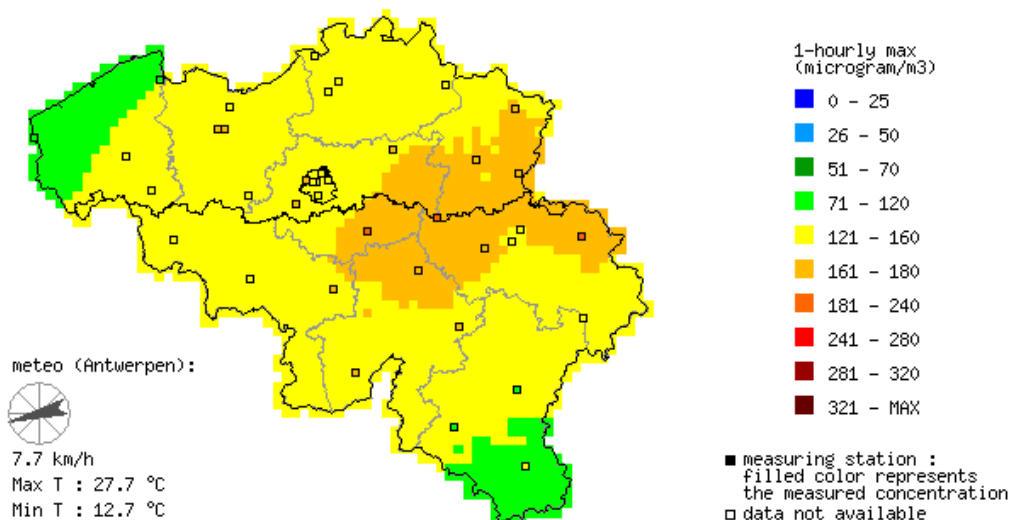 1-hourly max
(microgram/m3)
0 - 25
26 - 50
51 - 70
71 - 120
121 - 160
161 - 180
181 - 240
241 - 280
281 - 320
321 - MAX
meteo (Antwerpen):
7.7 km/h
Max T : 27.7 °C
Min T : 12.7 °C
measuring station :
filled color represents
the measured concentration
data not available